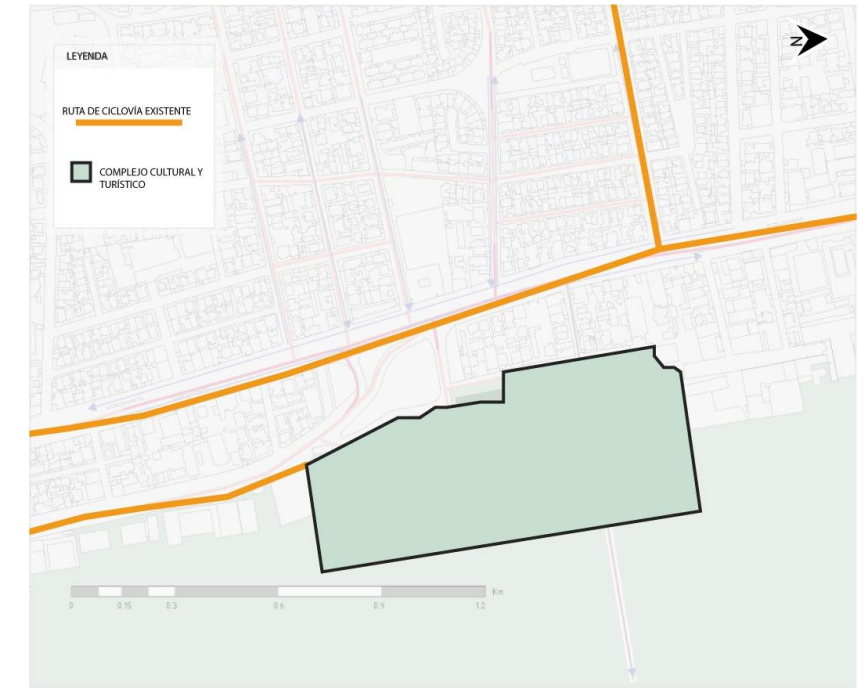 LEYENDA
RUTA DE CICLOVÍA EXISTENTE
COMPLEJO CULTURAL Y
TURÍSTICO
N
Km
0 0.15 0.3 0.6 0.9 1.2